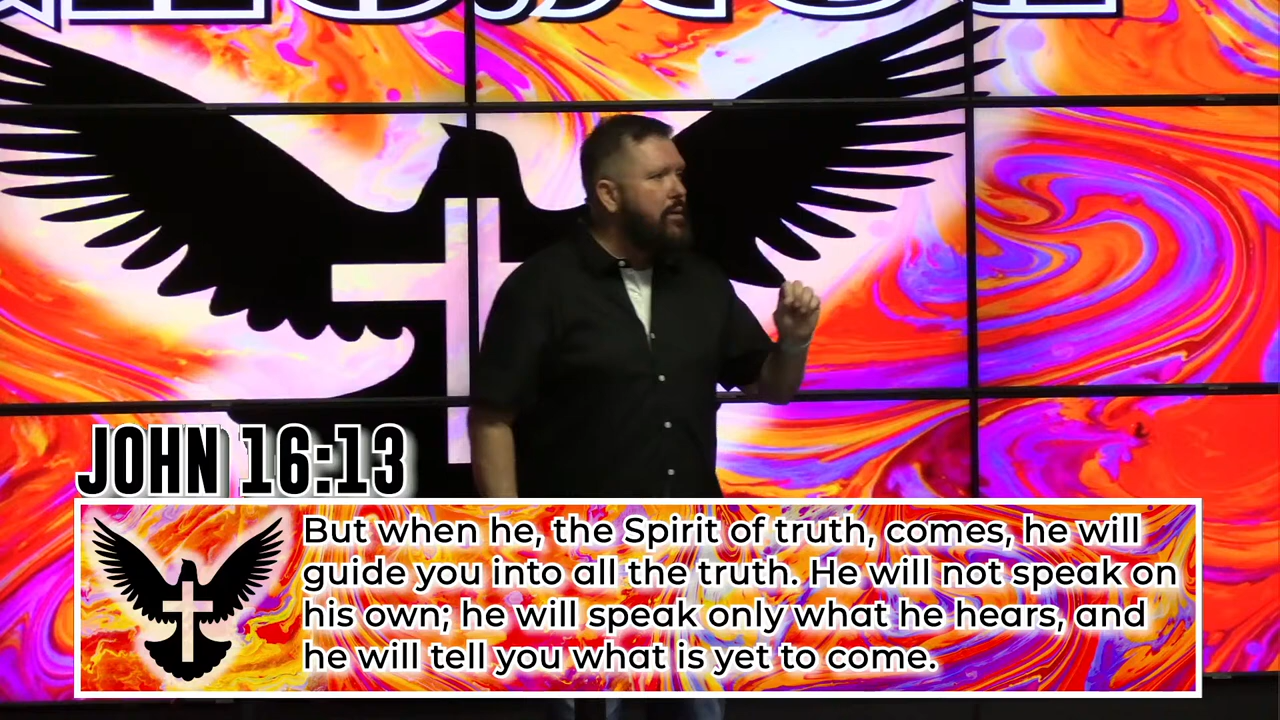 JOHN 16:13
But when he, the Spirit of truth, comes, he will
guide you into all the truth. He will not speak on
his own; he will speak only what he hears, and
he will tell you what is yet to come.